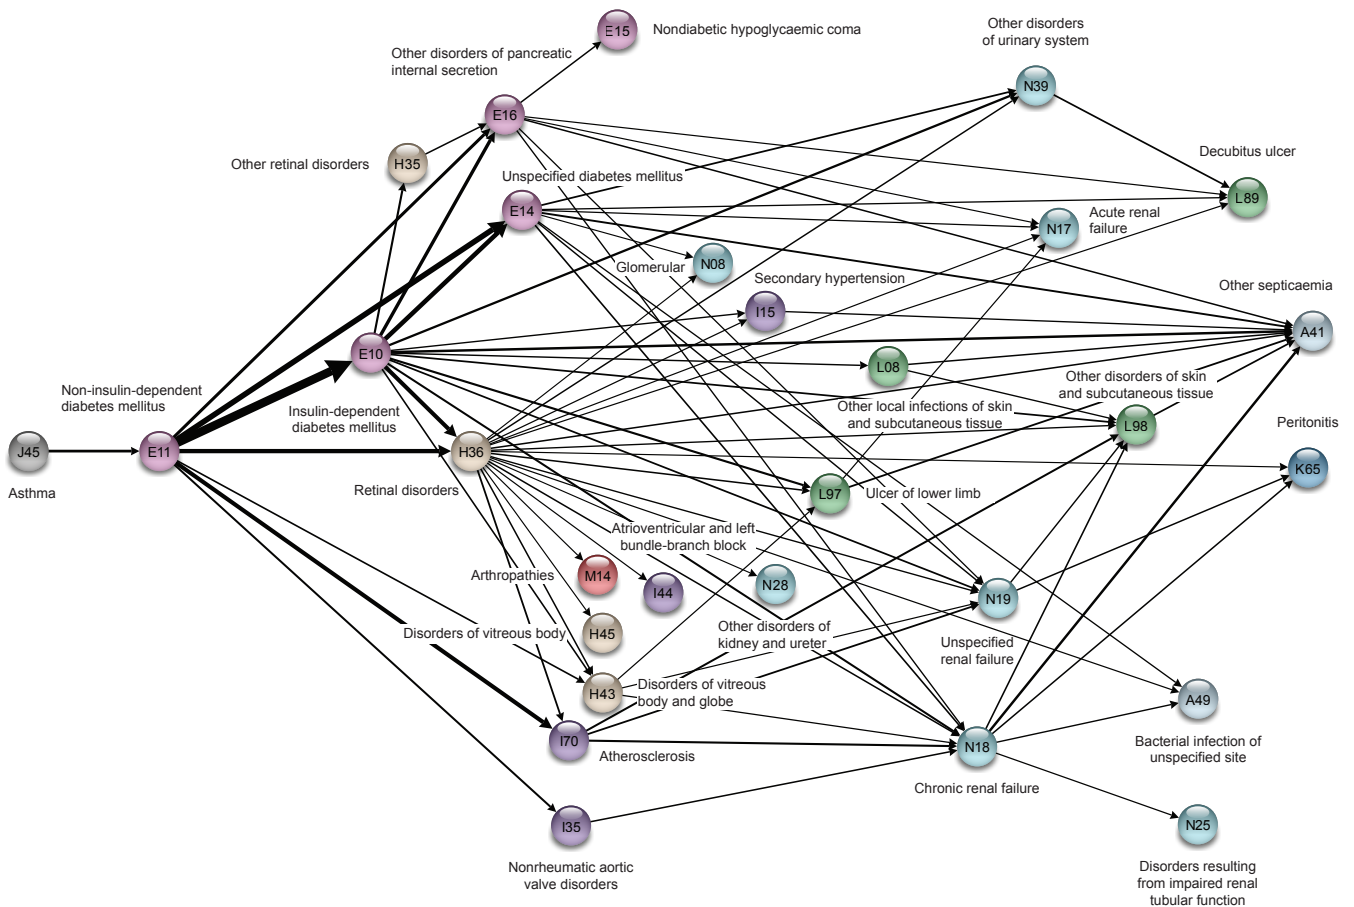 E15
Nondiabetic hypoglycaemic coma
Other disorders
of urinary system
Other disorders of pancreatic
internal secretion
N39
E16
Decubitus ulcer
Other retinal disorders
H35
Unspecified diabetes mellitus
L89
E14
Acute renal
failure
N17
Glomerular
N08
Secondary hypertension
Other septicaemia
I15
A41
E10
L08
Non-insulin-dependent
diabetes mellitus
Other disorders of skin
and subcutaneous tissue
Insulin-dependent
diabetes mellitus
Other local infections of skin
and subcutaneous tissue
L98
Peritonitis
J45
E11
H36
K65
Asthma
Retinal disorders
L97
Ulcer of lower limb
Atrioventricular and left
bundle-branch block
Arthropathies
M14
I44
N28
N19
H45
Disorders of vitreous body
Other disorders of
kidney and ureter
Unspecified
renal failure
H43
Disorders of vitreous
body and globe
A49
I70
Atherosclerosis
N18
Bacterial infection of
unspecified site
Chronic renal failure
I35
N25
Nonrheumatic aortic
valve disorders
Disorders resulting
from impaired renal
tubular function